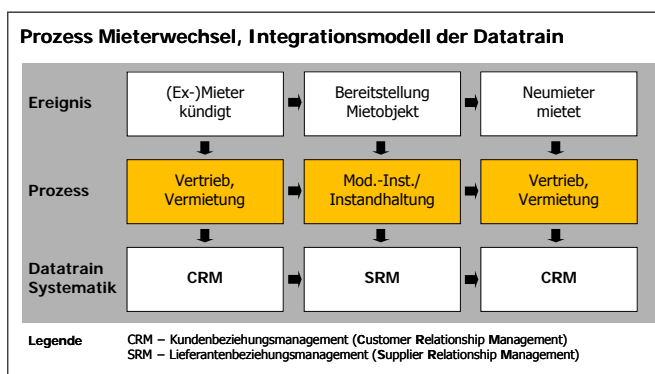 Prozess Mieterwechsel, Integrationsmodell der Datatrain
Ereignis
(Ex-)Mieter
kündigt
Bereitstellung
Mietobjekt
Neumieter
mietet
Prozess
Vertrieb,
Vermietung
Mod.-Inst./
Instandhaltung
Vertrieb,
Vermietung
Datatrain
Systematik
CRM
SRM
CRM
Legende
CRM – Kundenbeziehungsmanagement (Customer Relationship Management)
SRM – Lieferantenbeziehungsmanagement (Supplier Relationship Management)